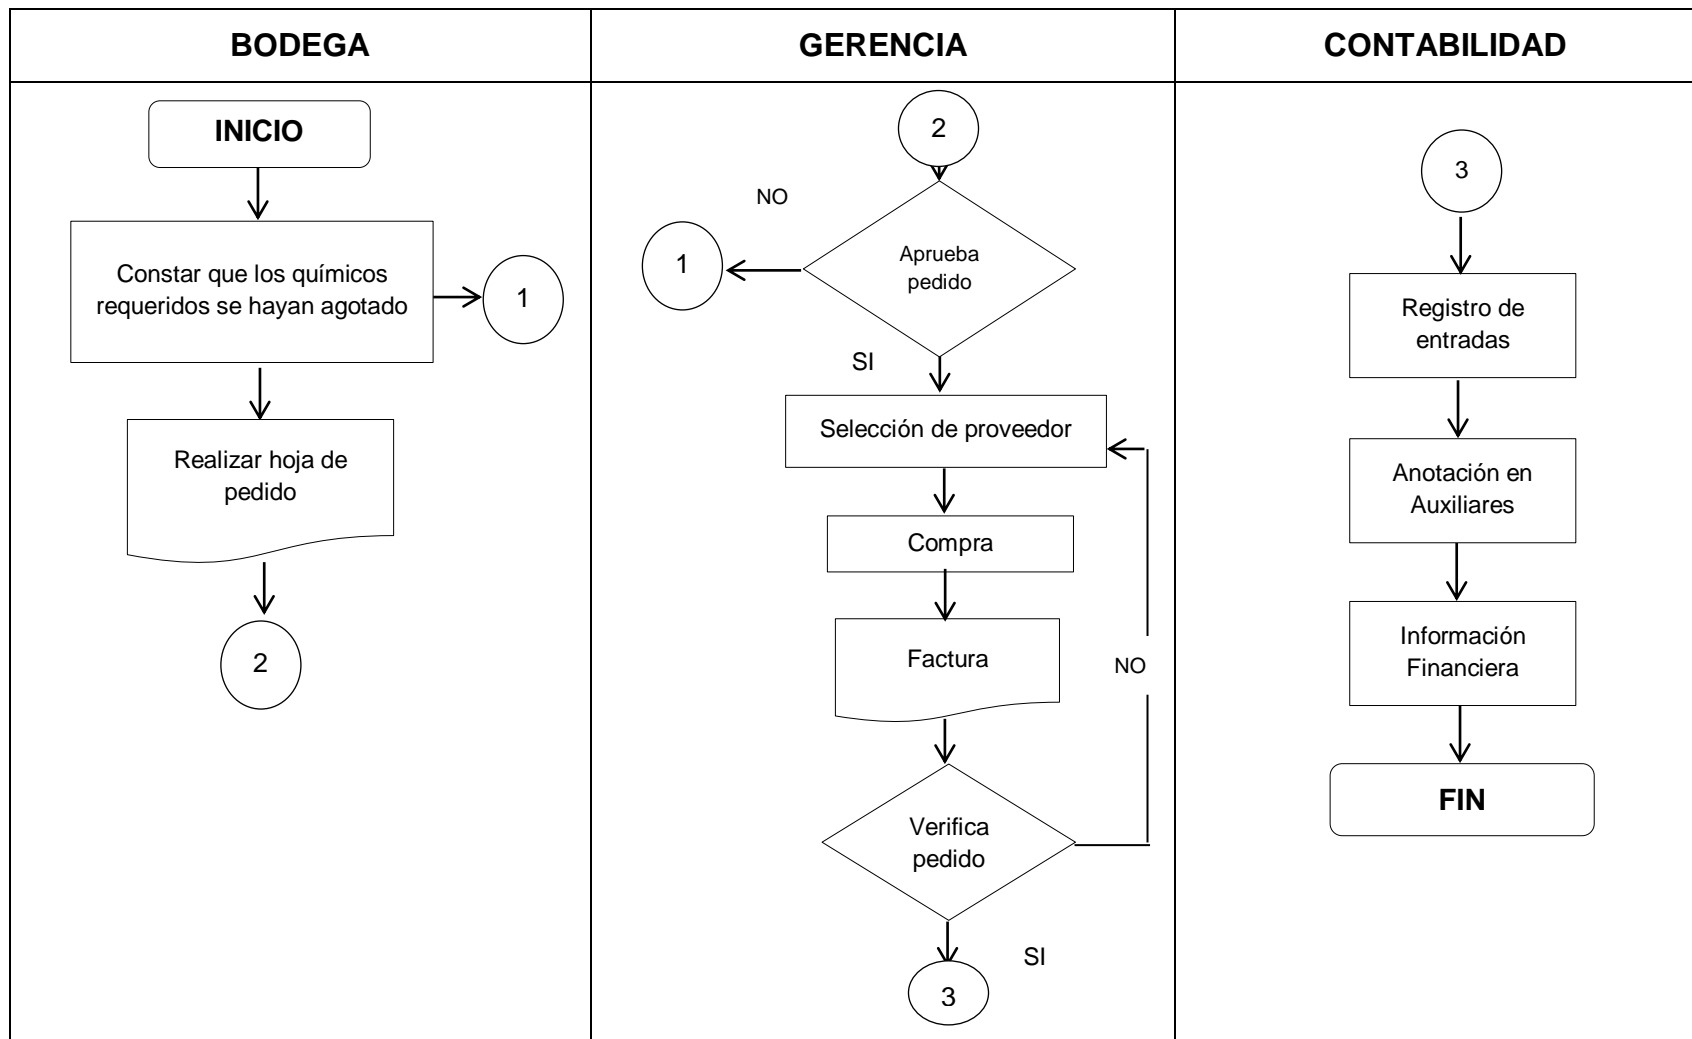 BODEGA
GERENCIA
CONTABILIDAD
INICIO
Constar que los químicos
requeridos se hayan agotado
1
Realizar hoja de
pedido
2
2
NO
1
Aprueba
pedido
SI
Selección de proveedor
Compra
Factura
NO
Verifica
pedido
SI
3
3
Registro de
entradas
Anotación en
Auxiliares
Información
Financiera
FIN